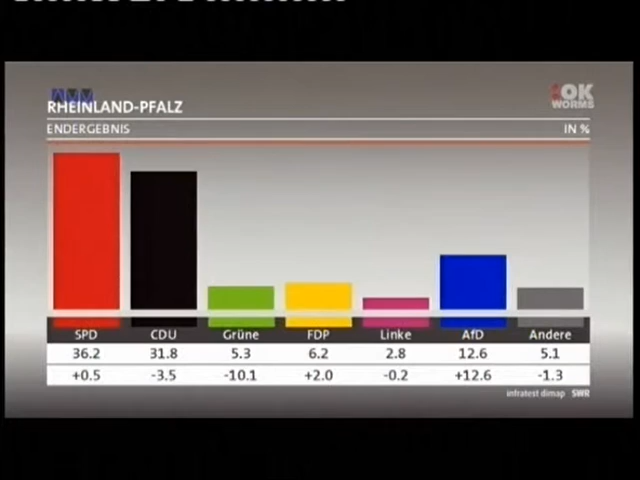 RHEINLAND-PFALZ
OK
WORMS
ENDERGEBNIS IN %
SPD CDU Grüne FDP Linke AfD Andere
36.2 31.8 5.3 6.2 2.8 12.6 5.1
+0.5 -3.5 -10.1 +2.0 -0.2 +12.6 -1.3
infratest dimap SWR